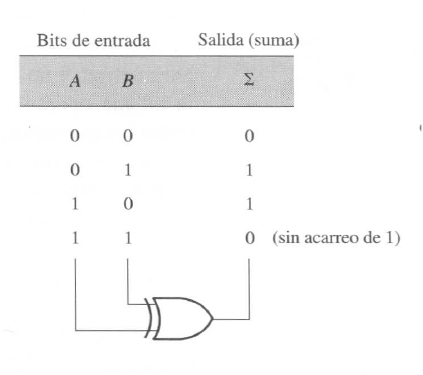 Bits de entrada Salida (suma)
A B Σ
0 0 0
0 1 1
1 0 1
1 1 0 (sin acarreo de 1)